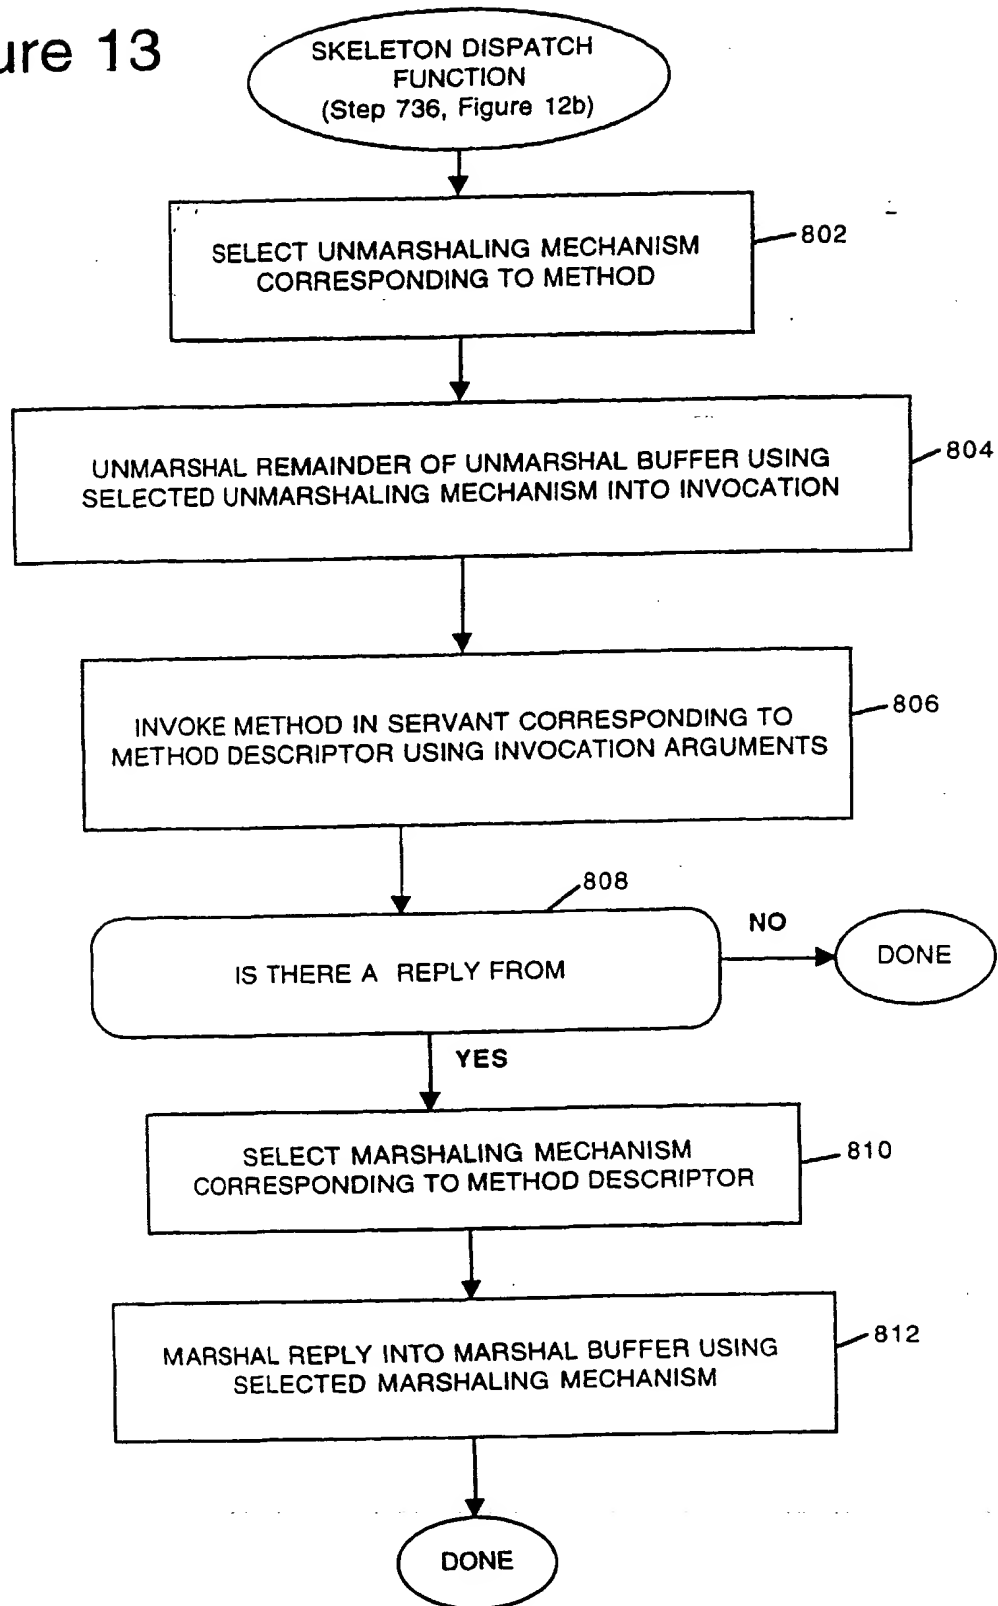 ure 13
SKELETON DISPATCH
FUNCTION
(Step 736, Figure 12b)
SELECT UNMARSHALING MECHANISM
CORRESPONDING TO METHOD
802
UNMARSHAL REMAINDER OF UNMARSHAL BUFFER USING
SELECTED UNMARSHALING MECHANISM INTO INVOCATION
804
INVOKE METHOD IN SERVANT CORRESPONDING TO
METHOD DESCRIPTOR USING INVOCATION ARGUMENTS
806
808
IS THERE A REPLY FROM
NO
DONE
YES
SELECT MARSHALING MECHANISM
CORRESPONDING TO METHOD DESCRIPTOR
810
MARSHAL REPLY INTO MARSHAL BUFFER USING
SELECTED MARSHALING MECHANISM
812
DONE